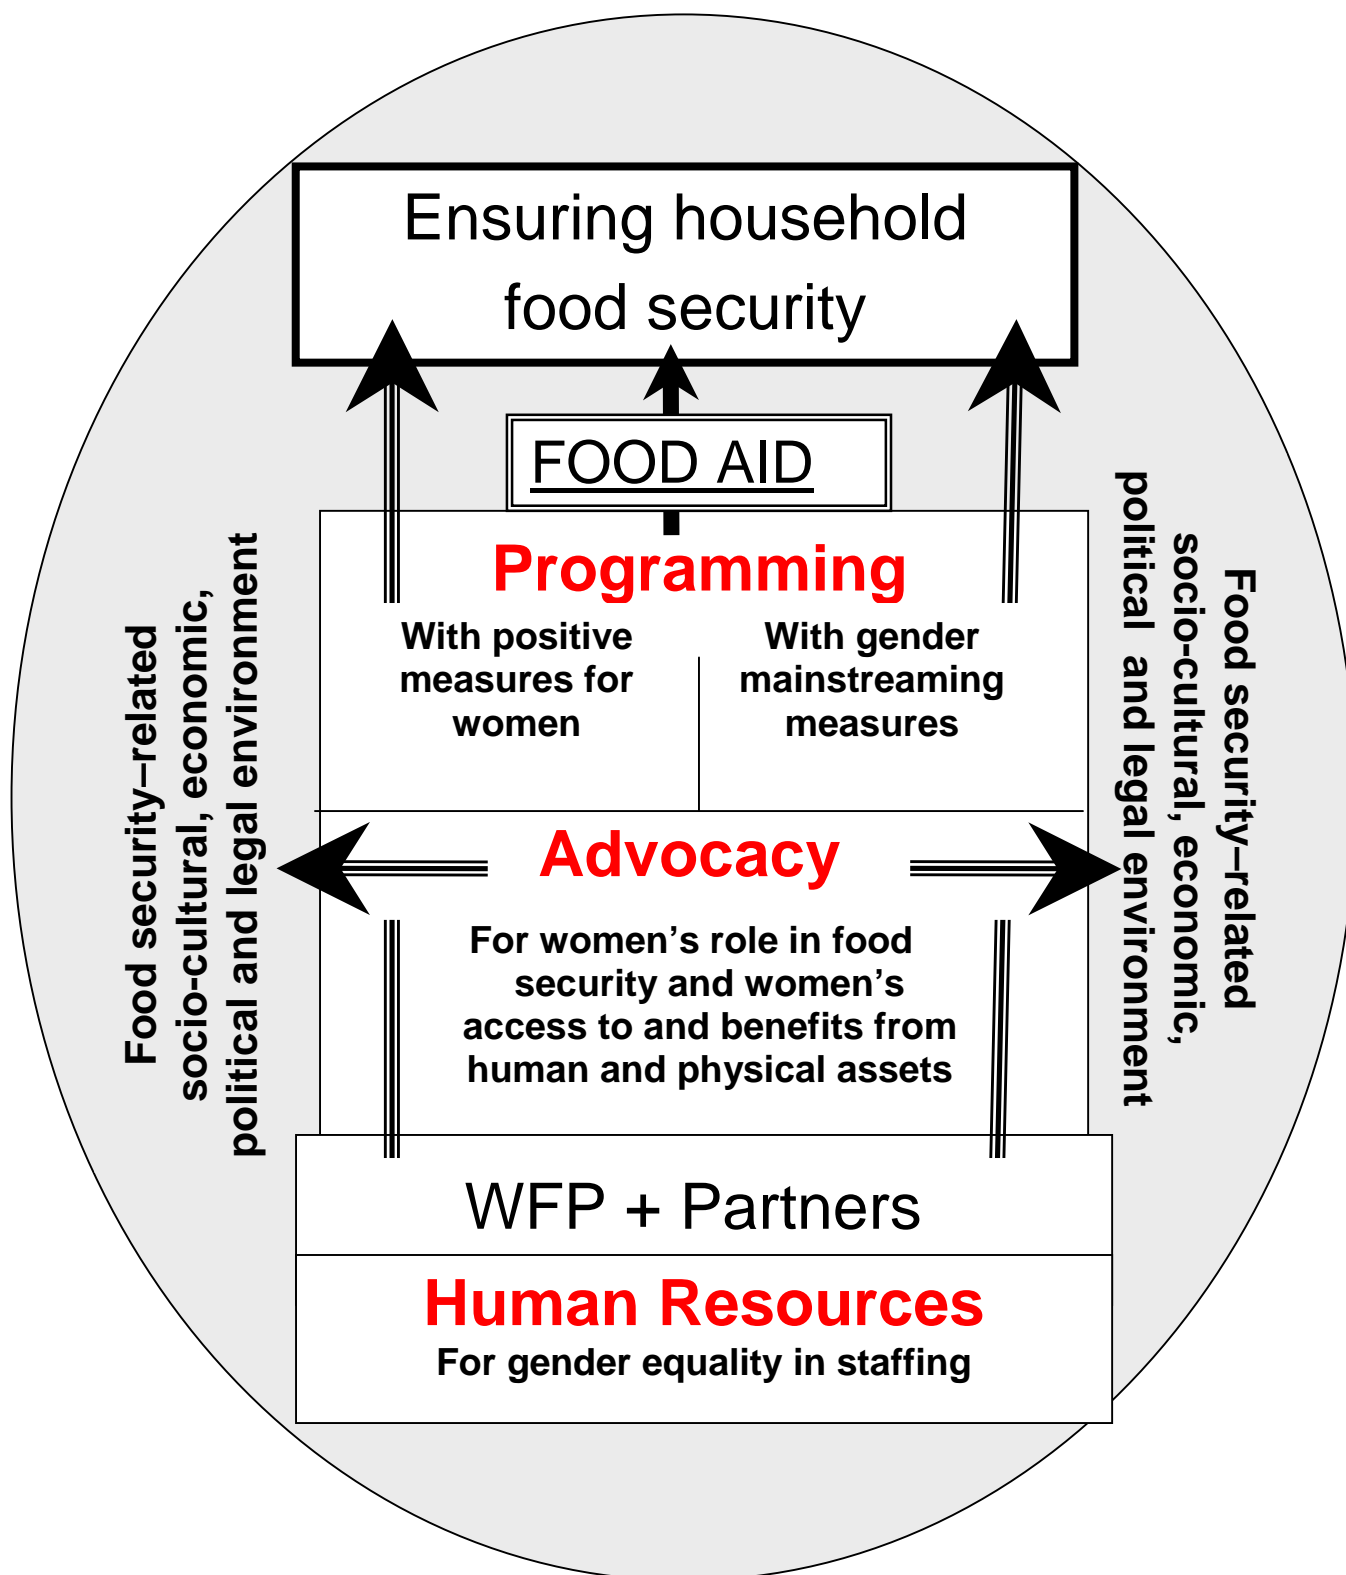 Ensuring household
food security
FOOD AID
Programming
With positive
measures for
women
With gender
mainstreaming
measures
Food security–related
socio-cultural, economic,
political and legal environment
Food security–related
socio-cultural, economic,
political and legal environment
Advocacy
For women’s role in food
security and women’s
access to and benefits from
human and physical assets
WFP + Partners
Human Resources
For gender equality in staffing